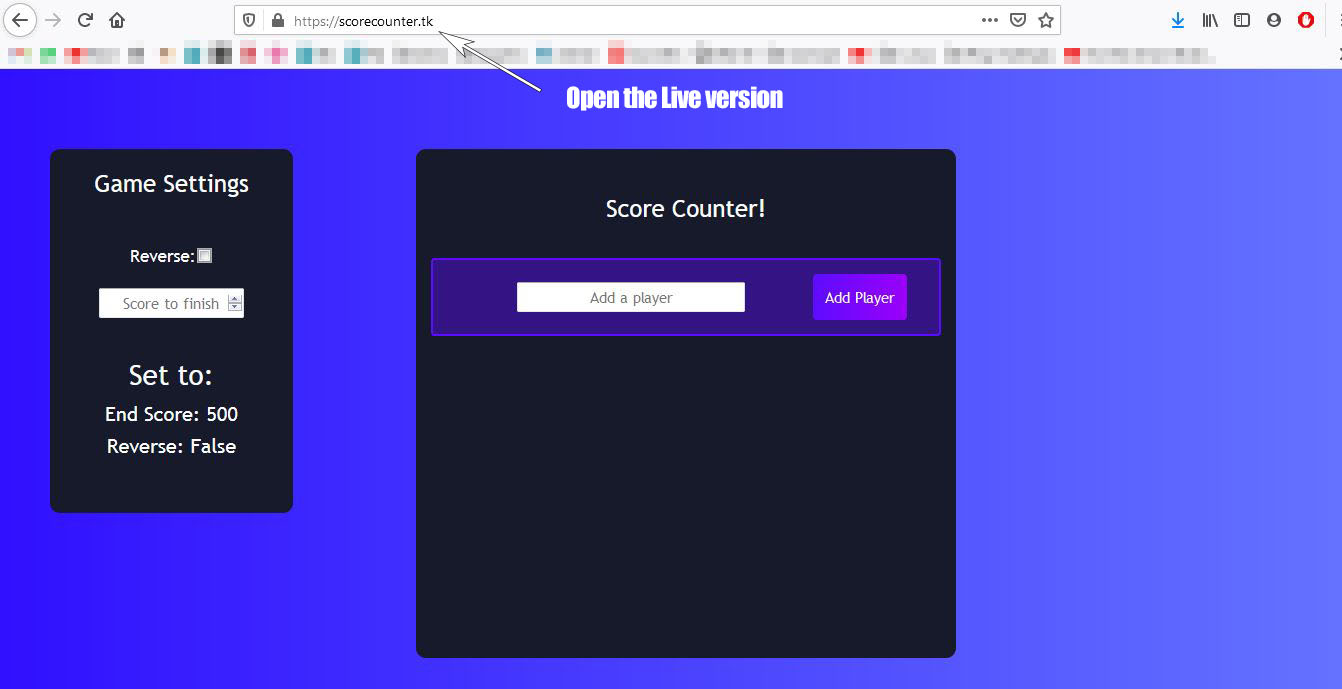 https://scorecounter.tk
Open the Live version
Game Settings
Reverse:
Score to finish
Set to:
End Score: 500
Reverse: False
Score Counter!
Add a player
Add Player